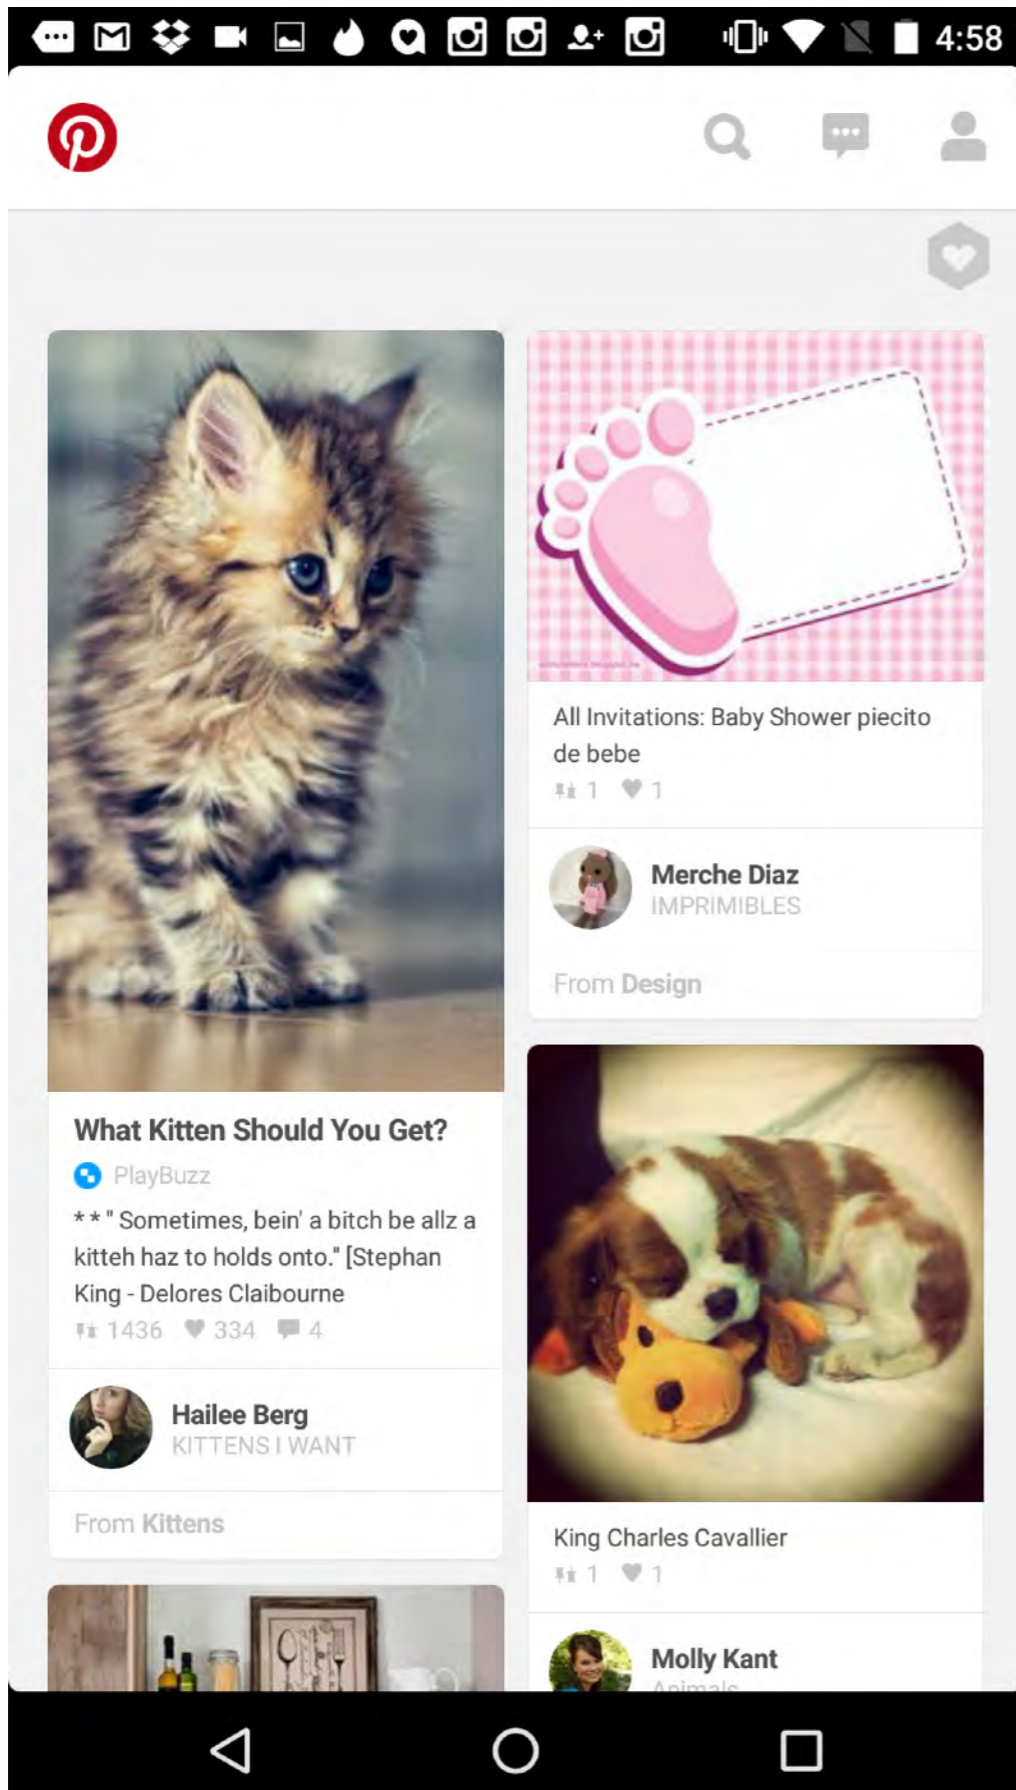 4:58
What Kitten Should You Get?
PlayBuzz
* * " Sometimes, bein' a bitch be allz a
kitteh haz to holds onto." [Stephan
King - Delores Claibourne
1436 334 4
Hailee Berg
KITTENS I WANT
From Kittens
All Invitations: Baby Shower piecito
de bebe
1 1
Merche Diaz
IMPRIMIBLES
From Design
King Charles Cavallier
1 1
Molly Kant
Animals